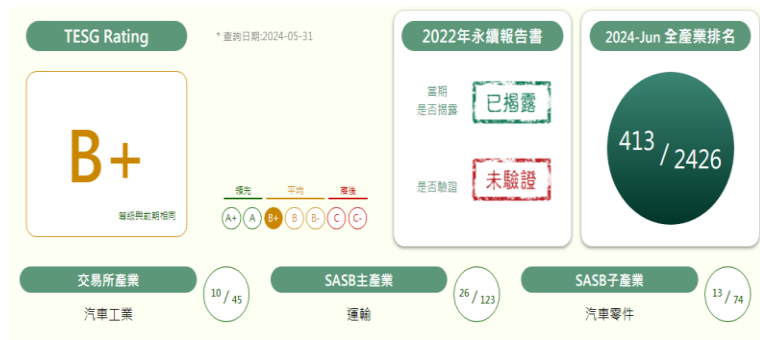 TESG Rating
* 查詢日期:2024-05-31
B+
等級與前期相同
領先 平均 落後
A+ A B+ B B- C C-
2022年永續報告書
當期
是否揭露
已揭露
是否驗證
未驗證
2024-Jun 全產業排名
413 / 2426
交易所產業
10 / 45
汽車工業
SASB主產業
26 / 123
運輸
SASB子產業
13 / 74
汽車零件